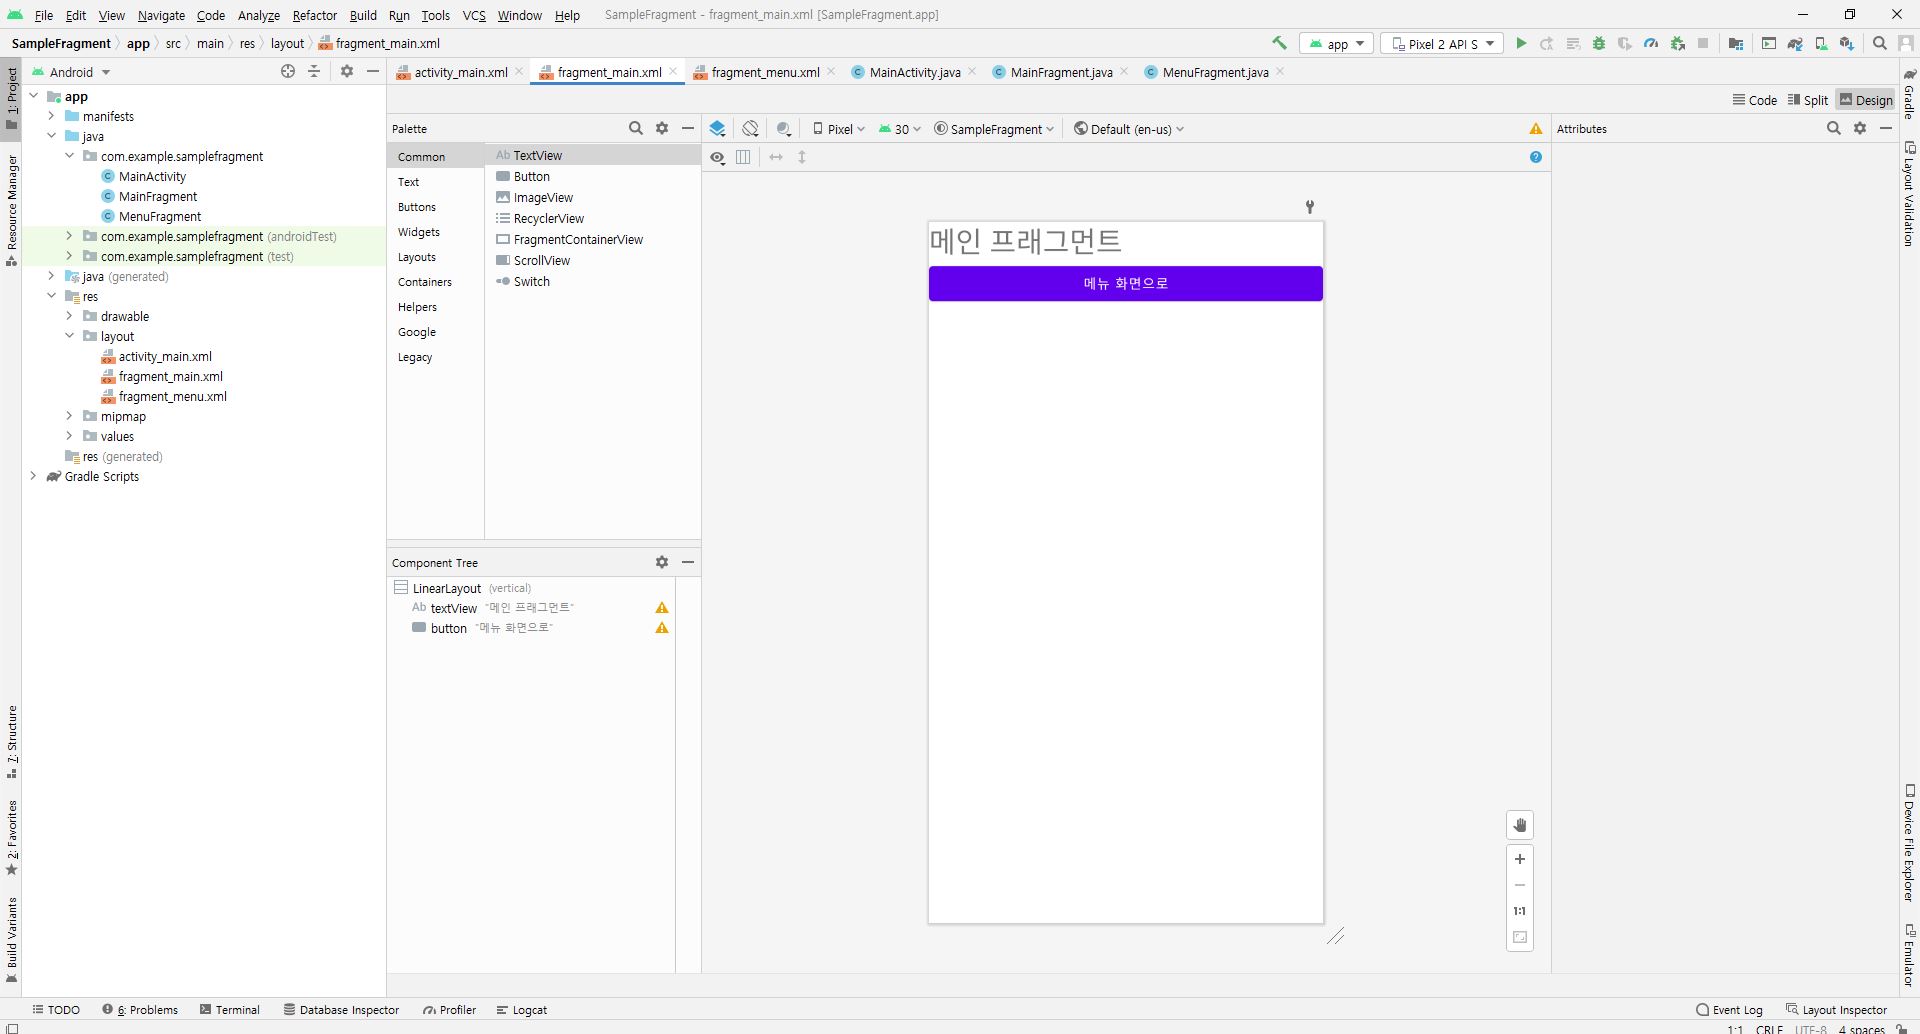 File Edit View Navigate Code Analyze Refactor Build Run Tools VCS Window Help SampleFragment - fragment_main.xml [SampleFragment.app]
SampleFragment app src main res layout fragment_main.xml
app Pixel 2 API S
1: Project
Resource Manager
7: Structure
2: Favorites
Build Variants
Android
app
manifests
java
com.example.samplefragment
MainActivity
MainFragment
MenuFragment
com.example.samplefragment (androidTest)
com.example.samplefragment (test)
java (generated)
res
drawable
layout
activity_main.xml
fragment_main.xml
fragment_menu.xml
mipmap
values
res (generated)
Gradle Scripts
activity_main.xml fragment_main.xml fragment_menu.xml MainActivity.java MainFragment.java MenuFragment.java
Code Split Design
Palette
Common
Text
Buttons
Widgets
Layouts
Containers
Helpers
Google
Legacy
Ab TextView
Button
ImageView
RecyclerView
FragmentContainerView
ScrollView
Switch
Component Tree
LinearLayout (vertical)
Ab textView "메인 프래그먼트"
button "메뉴 화면으로"
Pixel 30 SampleFragment Default (en-us)
메인 프래그먼트
메뉴 화면으로
1:1
Attributes
Gradle
Layout Validation
Device File Explorer
Emulator
TODO 6: Problems Terminal Database Inspector Profiler Logcat Event Log Layout Inspector
1:1 CRLF UTF-8 4 spaces